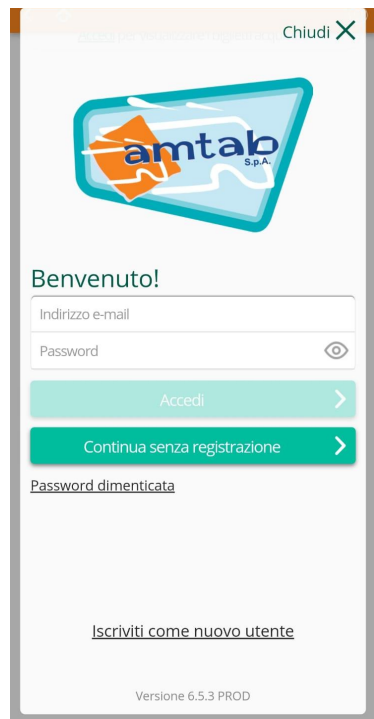 Chiudi
amtab
S.p.A.
Benvenuto!
Indirizzo e-mail
Password
Accedi
Continua senza registrazione
Password dimenticata
Iscriviti come nuovo utente
Versione 6.5.3 PROD